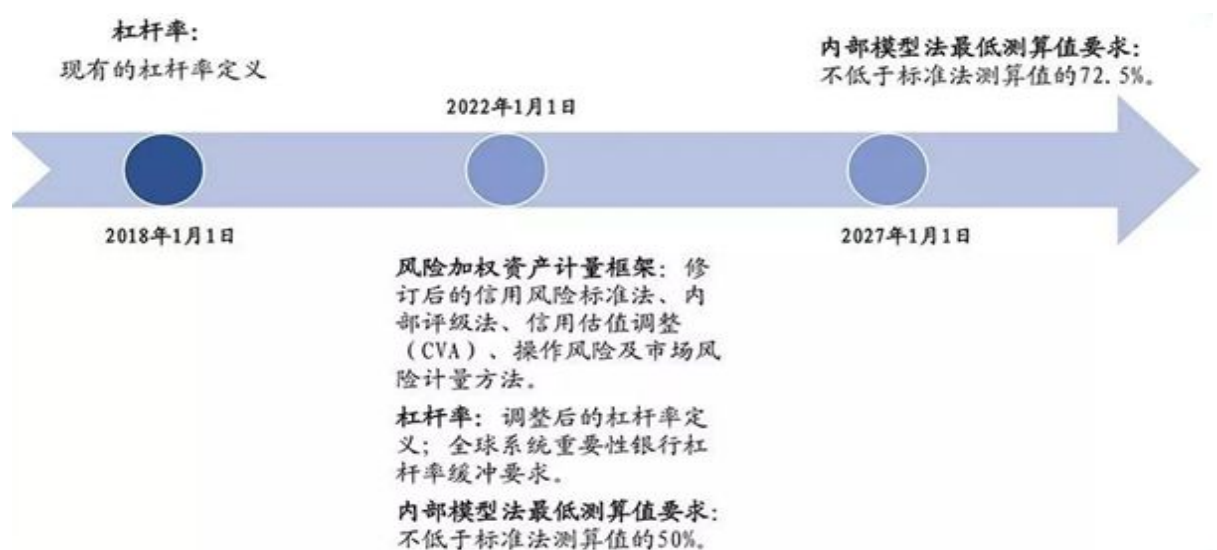 杠杆率：
现有的杠杆率定义
内部模型法最低测算值要求：
不低于标准法测算值的72.5%。
2022年1月1日
2018年1月1日
2027年1月1日
风险加权资产计量框架：修
订后的信用风险标准法、内
部评级法、信用估值调整
（CVA）、操作风险及市场风
险计量方法。
杠杆率：调整后的杠杆率定
义；全球系统重要性银行杠
杆率缓冲要求。
内部模型法最低测算值要求：
不低于标准法测算值的50%。